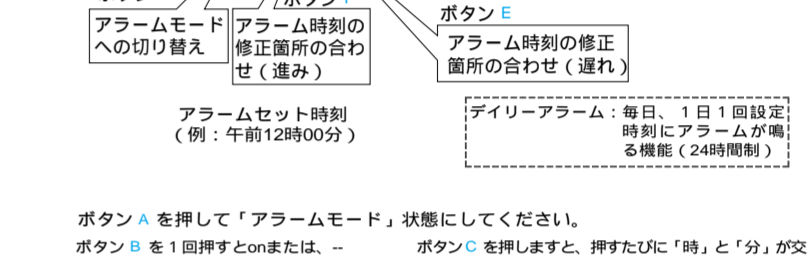 ボタン F
アラームモード
への切り替え
アラーム時刻の
修正箇所の合わ
せ（進み）
ボタン E
アラーム時刻の修正
箇所の合わせ（遅れ）
アラームセット時刻
（例：午前12時00分）
デイリーアラーム：毎日、１日１回設定
時刻にアラームが鳴
る機能（24時間制）
ボタン A を押して「アラームモード」状態にしてください。
ボタン B を１回押すとonまたは、--
ボタン C を押しますと、押すたびに「時」と「分」が交